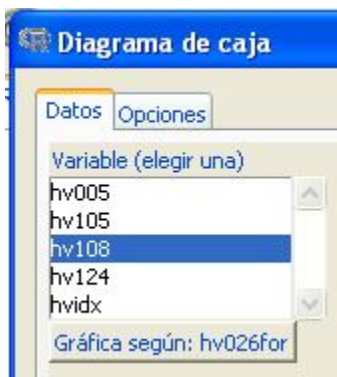 Diagrama de caja
Datos Opciones
Variable (elegir una)
hv005
hv105
hv108
hv124
hvidx
Gráfica según: hv026for